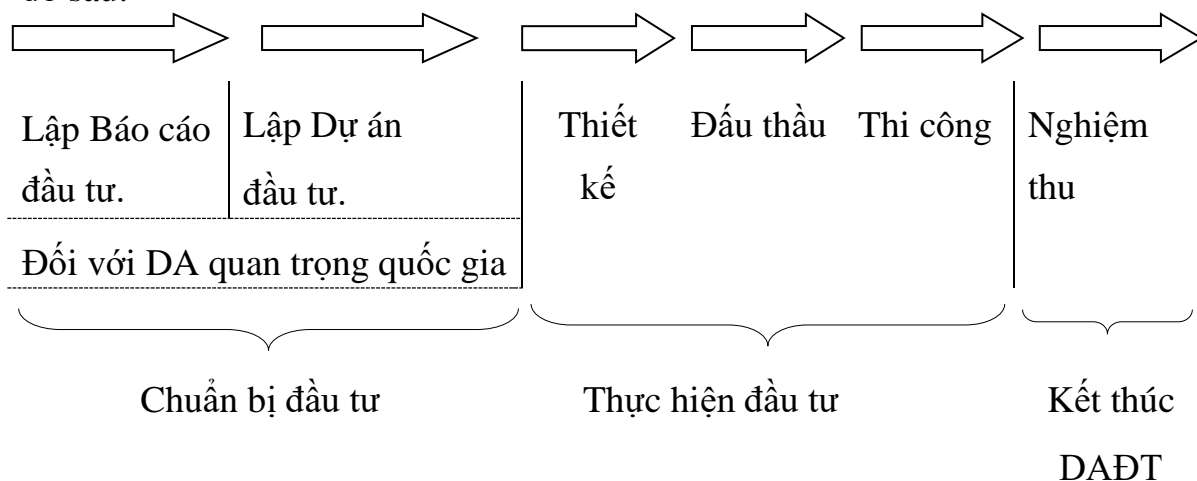 Lập Báo cáo
đầu tư.
Lập Dự án
đầu tư.
Thiết
kế
Đấu thầu
Thi công
Nghiệm
thu
Đối với DA quan trọng quốc gia
Chuẩn bị đầu tư
Thực hiện đầu tư
Kết thúc
DAĐT